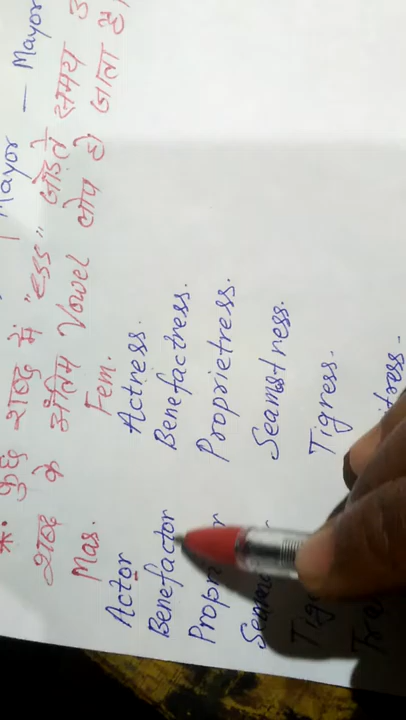 Mayor — Mayor
*. कुछ शब्द में "ess" जोड़ते समय
शब्द के अंतिम Vowel लोप हो जाता है।
Mas. Fem.
Actor Actress.
Benefactor Benefactress.
Proprietress.
Seamstress.
Tigress.